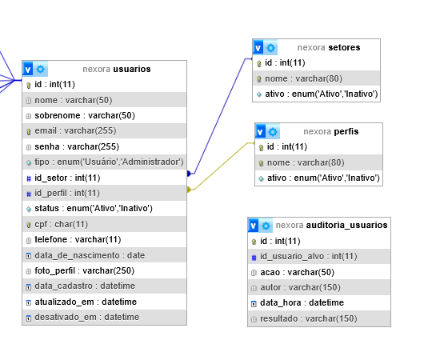 nexora usuarios
id : int(11)
nome : varchar(50)
sobrenome : varchar(50)
email : varchar(255)
senha : varchar(255)
tipo : enum('Usuário','Administrador')
id_setor : int(11)
id_perfil : int(11)
status : enum('Ativo','Inativo')
cpf : char(11)
telefone : varchar(11)
data_de_nascimento : date
foto_perfil : varchar(250)
data_cadastro : datetime
atualizado_em : datetime
desativado_em : datetime
nexora setores
id : int(11)
nome : varchar(80)
ativo : enum('Ativo','Inativo')
nexora perfis
id : int(11)
nome : varchar(80)
ativo : enum('Ativo','Inativo')
nexora auditoria_usuarios
id : int(11)
id_usuario_alvo : int(11)
acao : varchar(50)
autor : varchar(150)
data_hora : datetime
resultado : varchar(150)